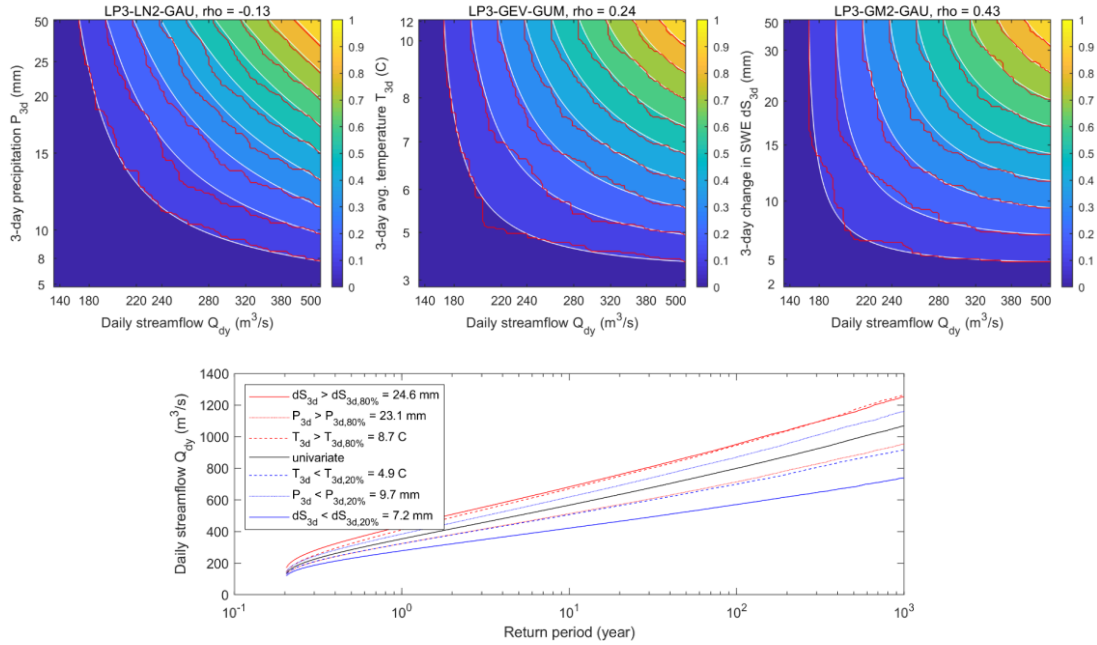 LP3-LN2-GAU, rho = -0.13
50
25
20
15
10
8
5
3-day precipitation P3d (mm)
140 180 220 240 280 320 380 500
Daily streamflow Qdy (m3/s)
1
0.9
0.8
0.7
0.6
0.5
0.4
0.3
0.2
0.1
0
LP3-GEV-GUM, rho = 0.24
12
10
9
8
7
6
5
3
3-day avg. temperature T3d (C)
140 180 220 240 280 320 380 500
Daily streamflow Qdy (m3/s)
1
0.9
0.8
0.7
0.6
0.5
0.4
0.3
0.2
0.1
0
LP3-GM2-GAU, rho = 0.43
50
30
20
15
10
5
2
3-day change in SWE dS3d (mm)
140 180 220 240 280 320 380 500
Daily streamflow Qdy (m3/s)
1
0.9
0.8
0.7
0.6
0.5
0.4
0.3
0.2
0.1
0
1400
1200
1000
800
600
400
200
0
Daily streamflow Qdy (m3/s)
dS3d > dS3d,80% = 24.6 mm
P3d > P3d,80% = 23.1 mm
T3d > T3d,80% = 8.7 C
univariate
T3d < T3d,20% = 4.9 C
P3d < P3d,20% = 9.7 mm
dS3d < dS3d,20% = 7.2 mm
10-1 100 101 102 103
Return period (year)